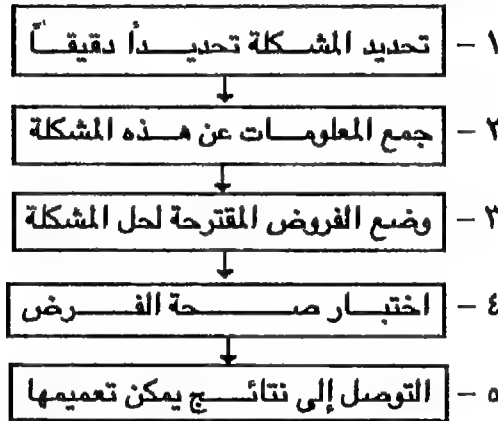 ١ - تحديد المشكلة تحديداً دقيقاً
٢ - جمع المعلومات عن هذه المشكلة
٣ - وضع الفروض المقترحة لحل المشكلة
٤ - اختبار صحة الفرض
٥ - التوصل إلى نتائج يمكن تعميمها